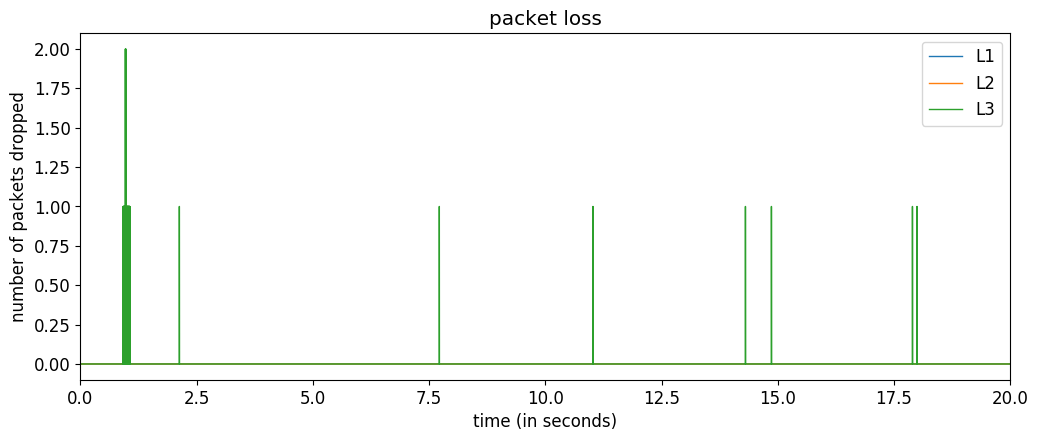 packet loss
number of packets dropped
2.00
1.75
1.50
1.25
1.00
0.75
0.50
0.25
0.00
L1
L2
L3
0.0 2.5 5.0 7.5 10.0 12.5 15.0 17.5 20.0
time (in seconds)